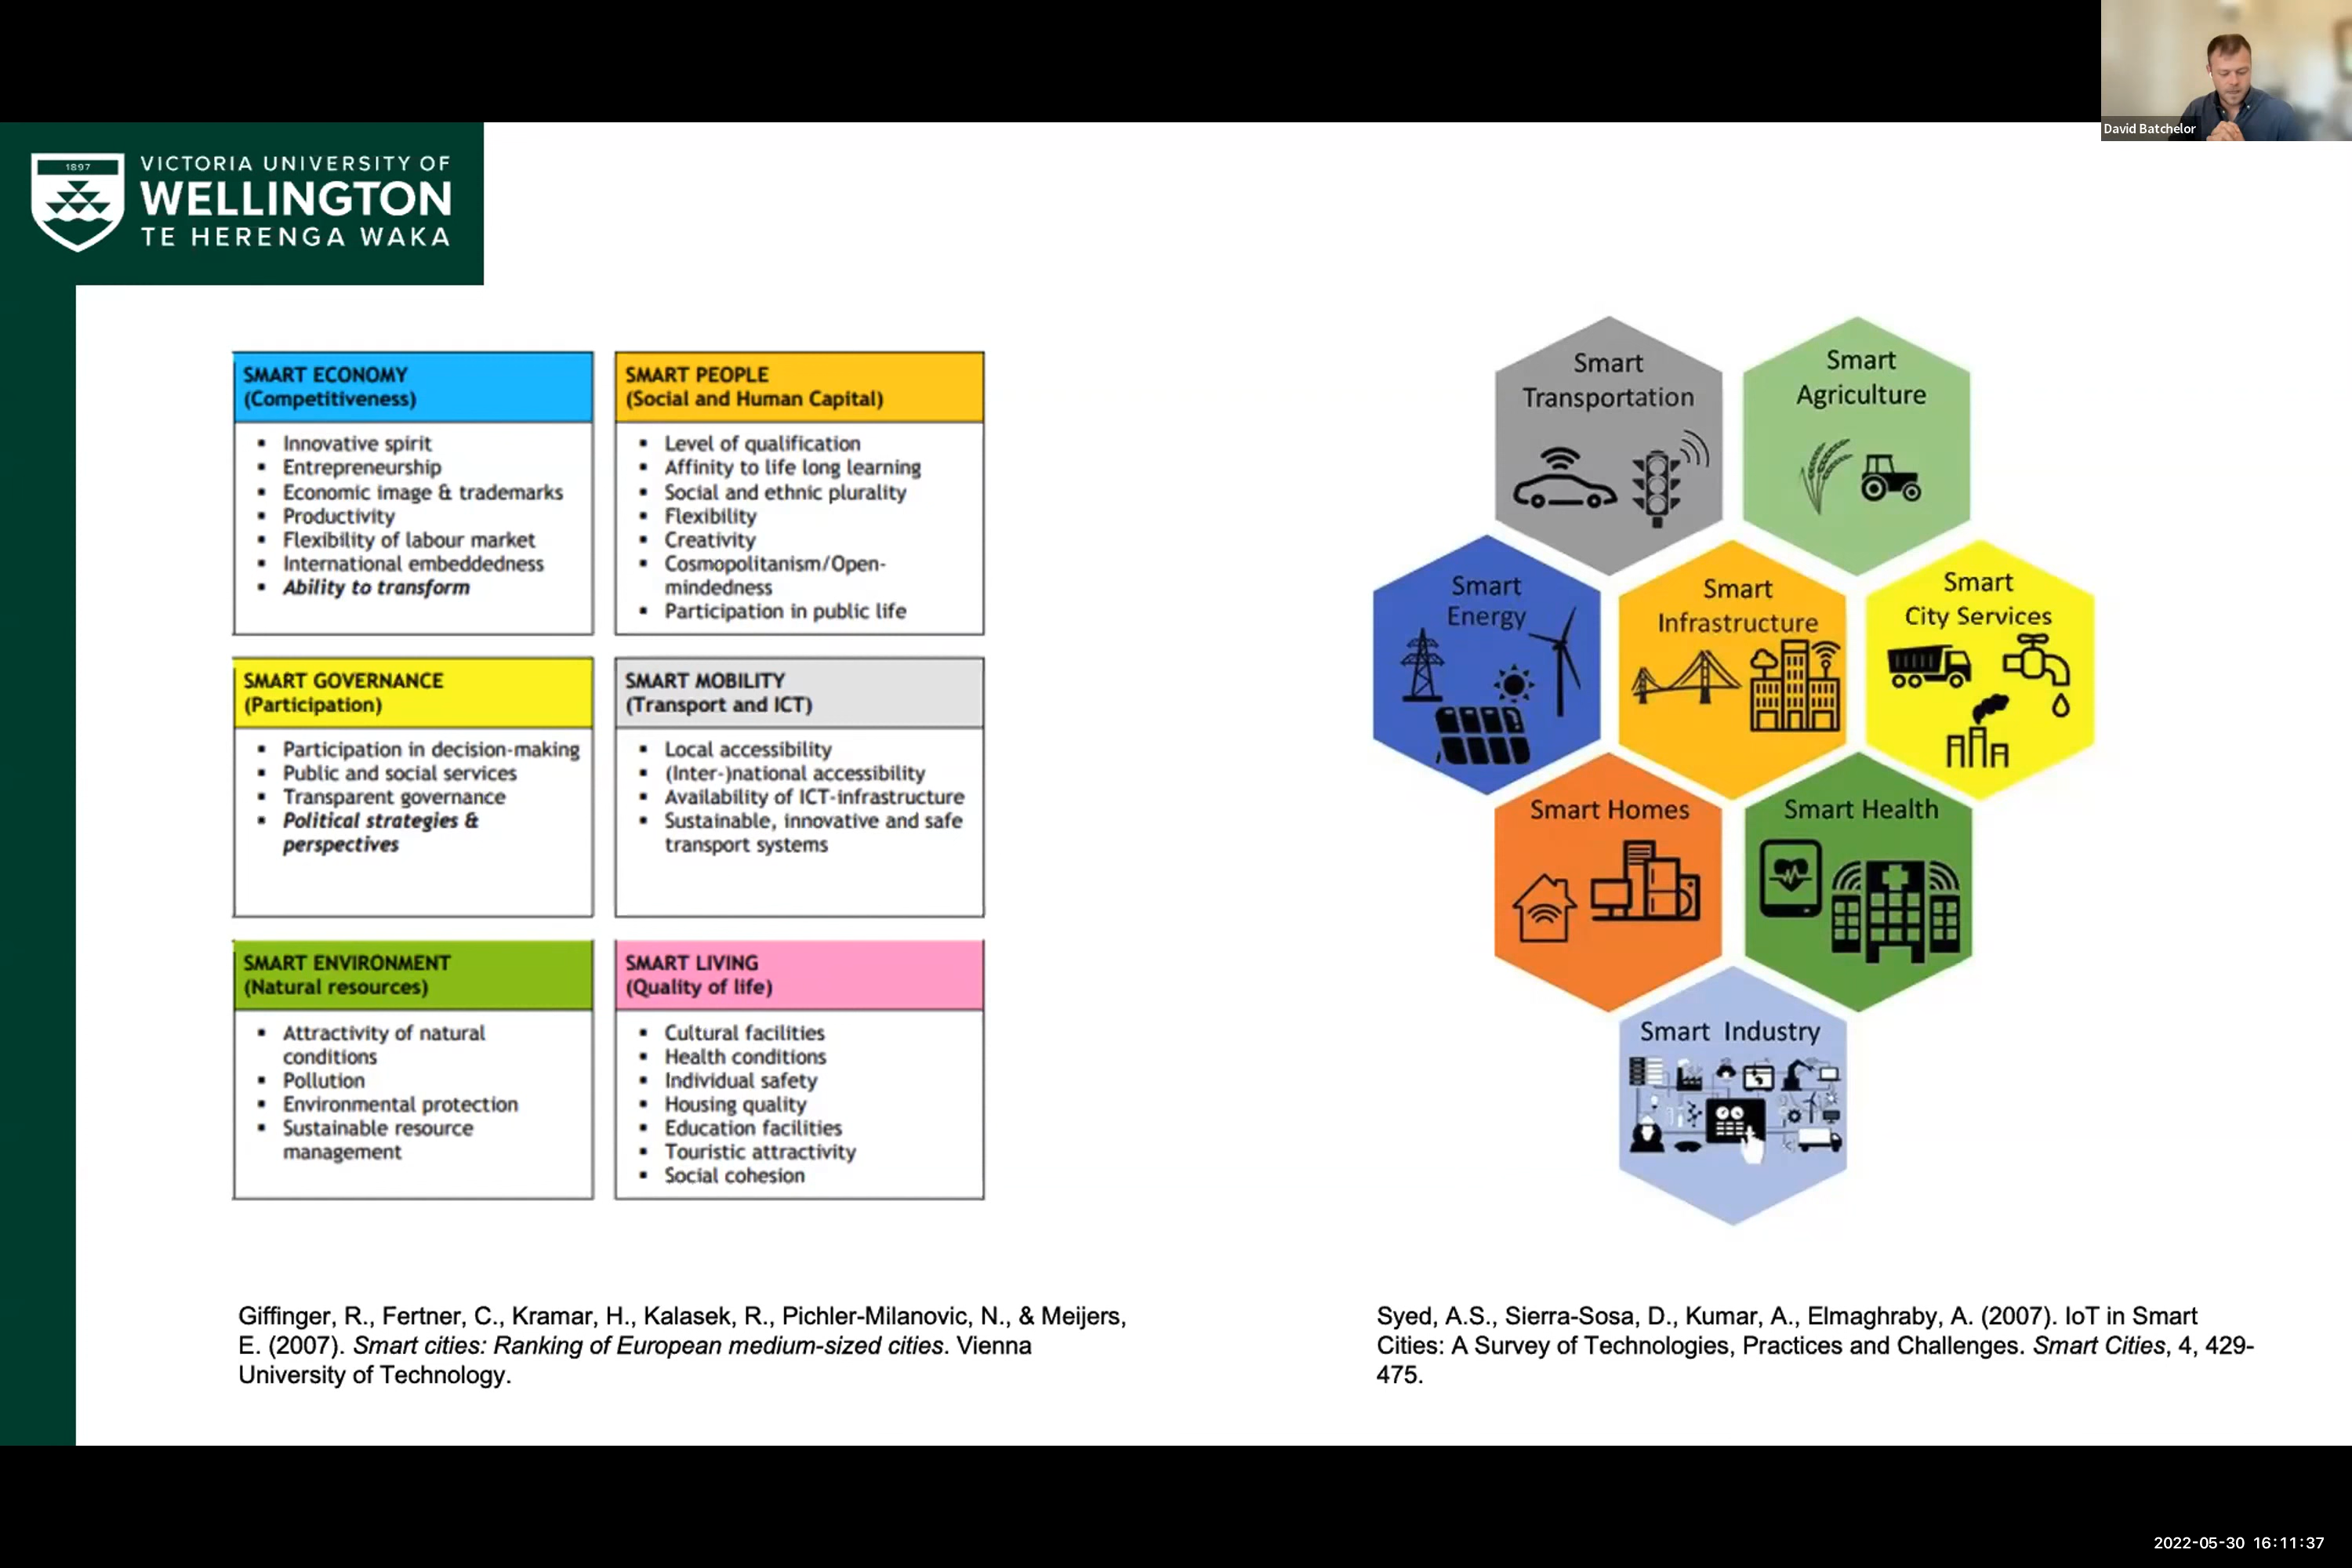 David Batchelor
1897
VICTORIA UNIVERSITY OF
WELLINGTON
TE HERENGA WAKA
SMART ECONOMY
(Competitiveness)
▪ Innovative spirit
▪ Entrepreneurship
▪ Economic image & trademarks
▪ Productivity
▪ Flexibility of labour market
▪ International embeddedness
▪ Ability to transform
SMART PEOPLE
(Social and Human Capital)
▪ Level of qualification
▪ Affinity to life long learning
▪ Social and ethnic plurality
▪ Flexibility
▪ Creativity
▪ Cosmopolitanism/Open-
mindedness
▪ Participation in public life
SMART GOVERNANCE
(Participation)
▪ Participation in decision-making
▪ Public and social services
▪ Transparent governance
▪ Political strategies &
perspectives
SMART MOBILITY
(Transport and ICT)
▪ Local accessibility
▪ (Inter-)national accessibility
▪ Availability of ICT-infrastructure
▪ Sustainable, innovative and safe
transport systems
SMART ENVIRONMENT
(Natural resources)
▪ Attractivity of natural
conditions
▪ Pollution
▪ Environmental protection
▪ Sustainable resource
management
SMART LIVING
(Quality of life)
▪ Cultural facilities
▪ Health conditions
▪ Individual safety
▪ Housing quality
▪ Education facilities
▪ Touristic attractivity
▪ Social cohesion
Giffinger, R., Fertner, C., Kramar, H., Kalasek, R., Pichler-Milanovic, N., & Meijers,
E. (2007). Smart cities: Ranking of European medium-sized cities. Vienna
University of Technology.
Smart
Transportation
Smart
Agriculture
Smart
Energy
Smart
Infrastructure
Smart
City Services
Smart Homes
Smart Health
Smart Industry
Syed, A.S., Sierra-Sosa, D., Kumar, A., Elmaghraby, A. (2007). IoT in Smart
Cities: A Survey of Technologies, Practices and Challenges. Smart Cities, 4, 429-
475.
2022-05-30 16:11:37